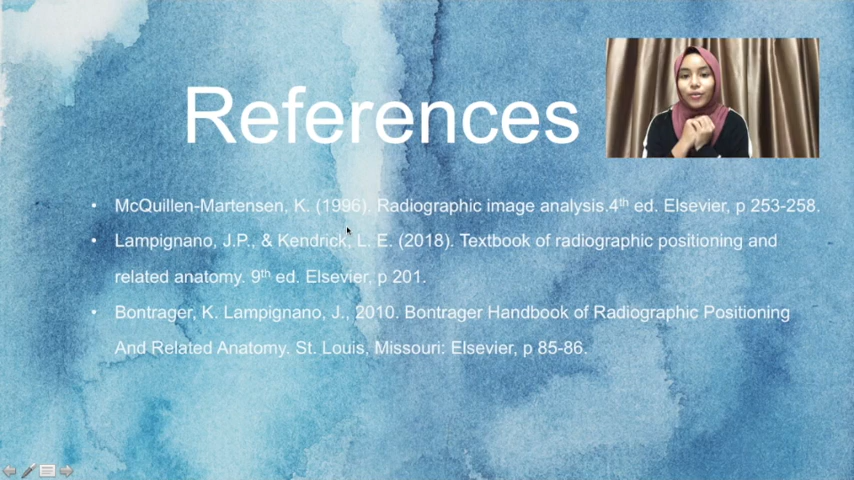 References
• McQuillen-Martensen, K. (1996). Radiographic image analysis.4th ed. Elsevier, p 253-258.
• Lampignano, J.P., & Kendrick, L. E. (2018). Textbook of radiographic positioning and
related anatomy. 9th ed. Elsevier, p 201.
• Bontrager, K. Lampignano, J., 2010. Bontrager Handbook of Radiographic Positioning
And Related Anatomy. St. Louis, Missouri: Elsevier, p 85-86.